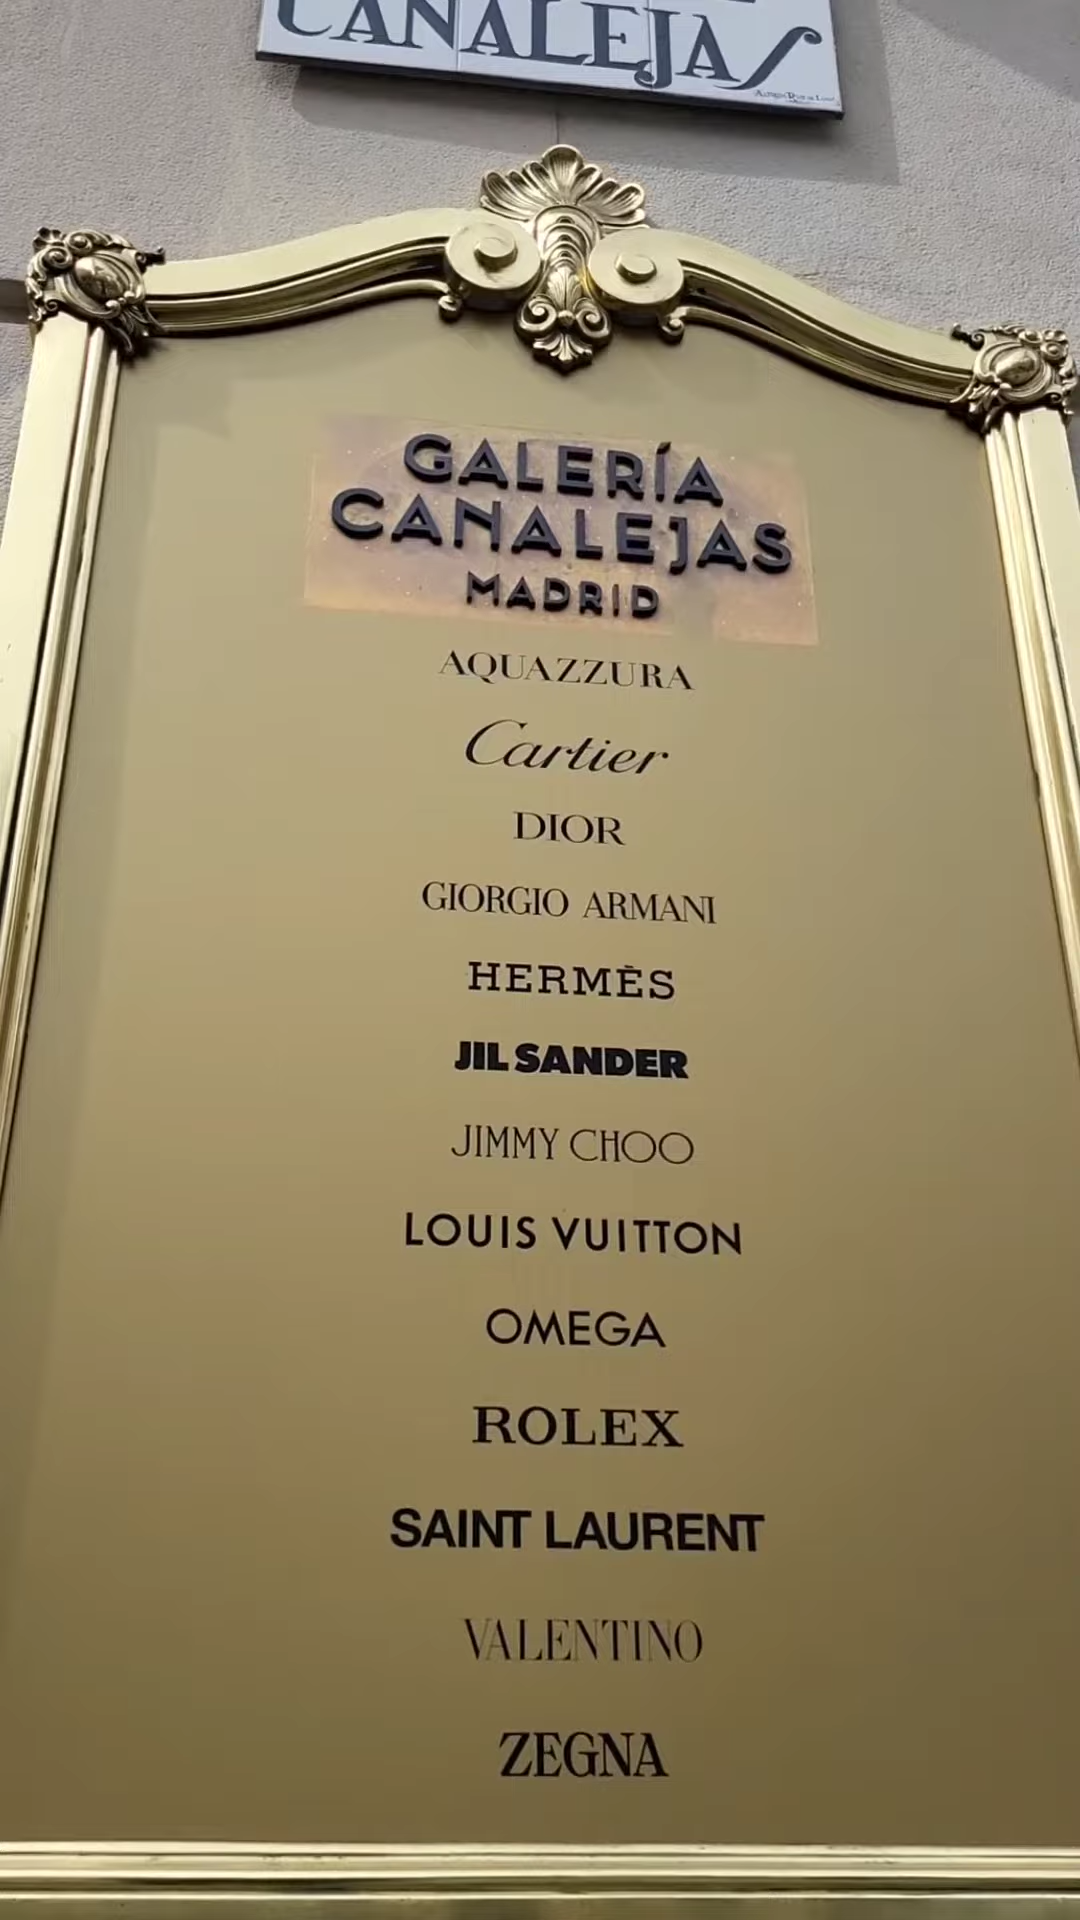 CANALEJAS
GALERÍA
CANALEJAS
MADRID
AQUAZZURA
Cartier
DIOR
GIORGIO ARMANI
HERMÈS
JIL SANDER
JIMMY CHOO
LOUIS VUITTON
OMEGA
ROLEX
SAINT LAURENT
VALENTINO
ZEGNA